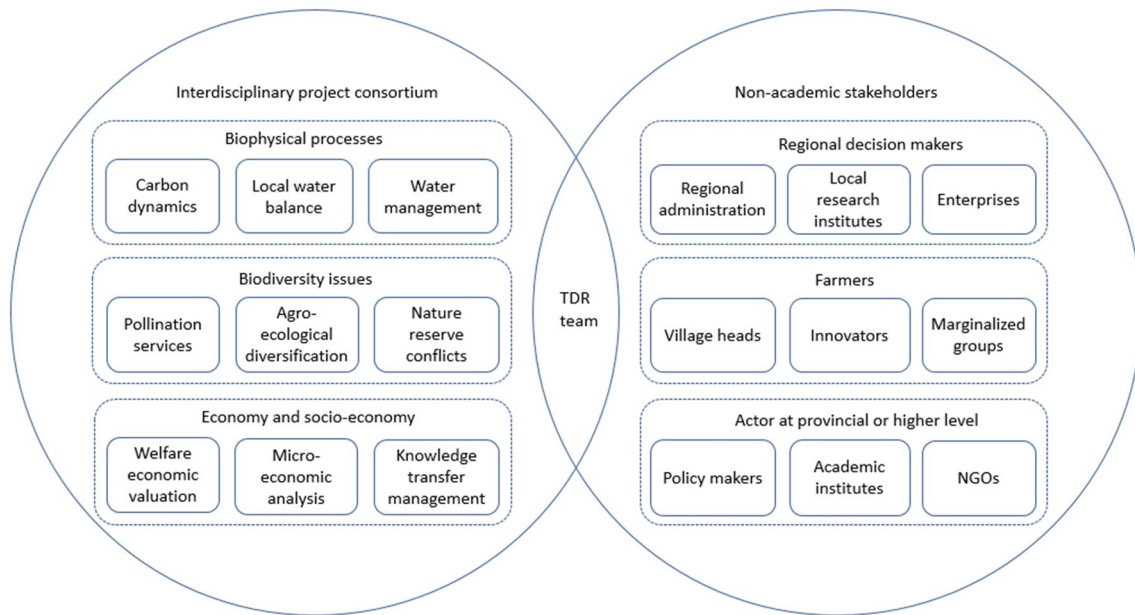 Interdisciplinary project consortium
Biophysical processes
Carbon
dynamics
Local water
balance
Water
management
Biodiversity issues
Pollination
services
Agro-
ecological
diversification
Nature
reserve
conflicts
Economy and socio-economy
Welfare
economic
valuation
Micro-
economic
analysis
Knowledge
transfer
management
TDR
team
Non-academic stakeholders
Regional decision makers
Regional
administration
Local
research
institutes
Enterprises
Farmers
Village heads
Innovators
Marginalized
groups
Actor at provincial or higher level
Policy makers
Academic
institutes
NGOs